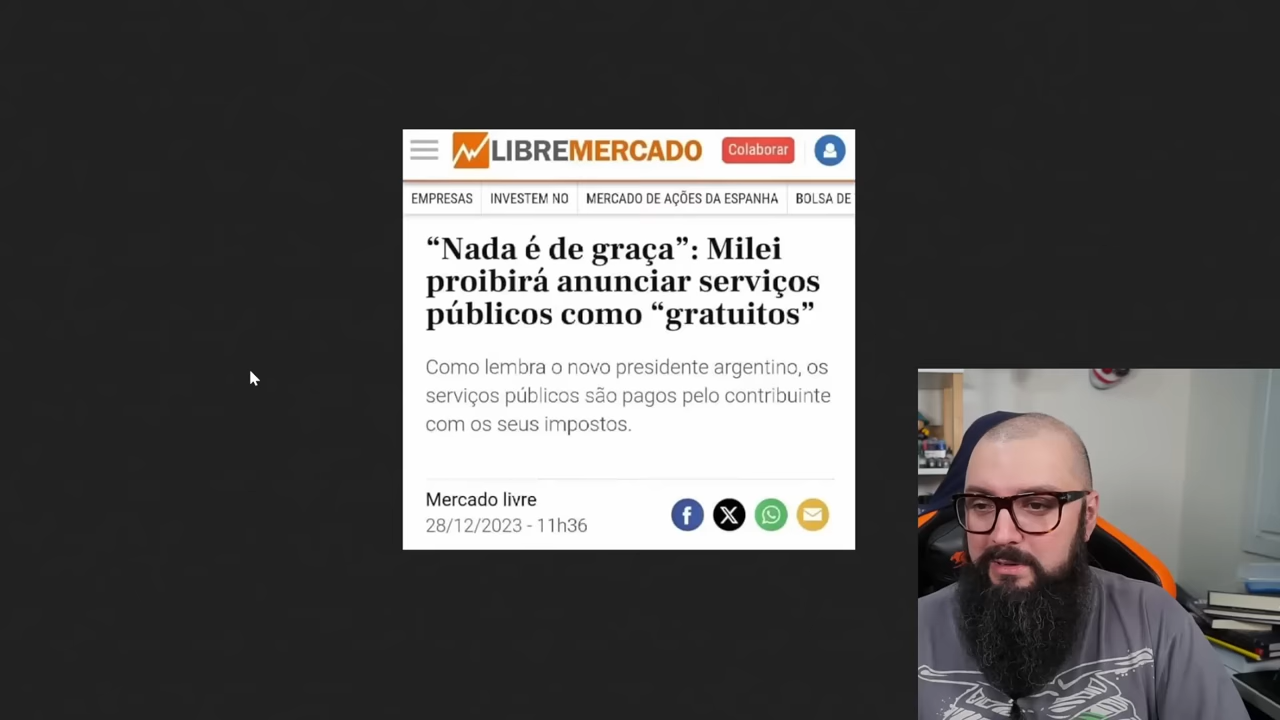 LIBREMERCADO
Colaborar
EMPRESAS
INVESTEM NO
MERCADO DE AÇÕES DA ESPANHA
BOLSA DE
“Nada é de graça”: Milei
proibirá anunciar serviços
públicos como “gratuitos”
Como lembra o novo presidente argentino, os
serviços públicos são pagos pelo contribuinte
com os seus impostos.
Mercado livre
28/12/2023 - 11h36